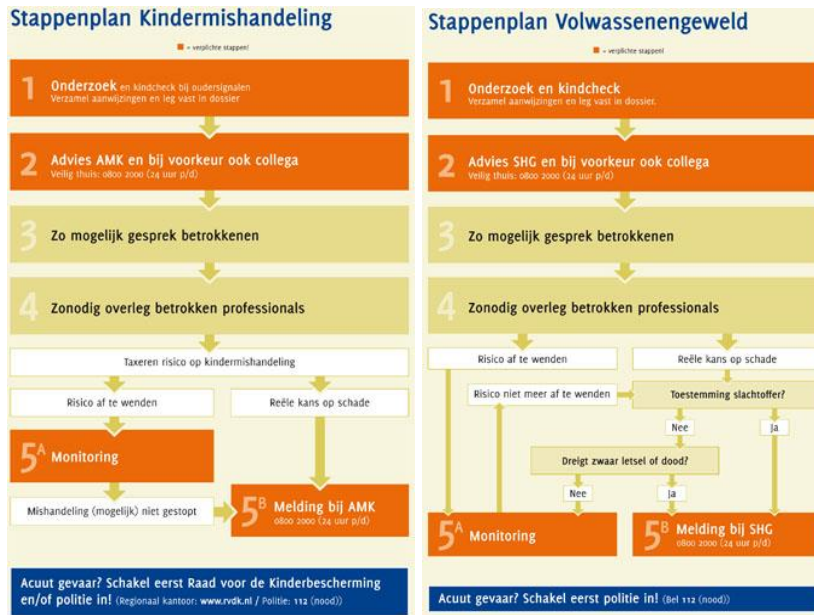 Stappenplan Kindermishandeling
= verplichte stappen!
1 Onderzoek en kindcheck bij oudersignalen
Verzamel aanwijzingen en leg vast in dossier
2 Advies AMK en bij voorkeur ook collega
Veilig thuis: 0800 2000 (24 uur p/d)
3 Zo mogelijk gesprek betrokkenen
4 Zonodig overleg betrokken professionals
Taxeren risico op kindermishandeling
Risico af te wenden
Reële kans op schade
5A Monitoring
Mishandeling (mogelijk) niet gestopt
5B Melding bij AMK
0800 2000 (24 uur p/d)
Acuut gevaar? Schakel eerst Raad voor de Kinderbescherming
en/of politie in! (Regionaal kantoor: www.rvdk.nl / Politie: 112 (nood))
Stappenplan Volwassenengeweld
= verplichte stappen!
1 Onderzoek en kindcheck
Verzamel aanwijzingen en leg vast in dossier.
2 Advies SHG en bij voorkeur ook collega
Veilig thuis: 0800 2000 (24 uur p/d)
3 Zo mogelijk gesprek betrokkenen
4 Zonodig overleg betrokken professionals
Risico af te wenden
Reële kans op schade
Risico niet meer af te wenden
Toestemming slachtoffer?
Nee
Ja
Dreigt zwaar letsel of dood?
Nee
Ja
5A Monitoring
5B Melding bij SHG
0800 2000 (24 uur p/d)
Acuut gevaar? Schakel eerst politie in! (Bel 112 (nood))